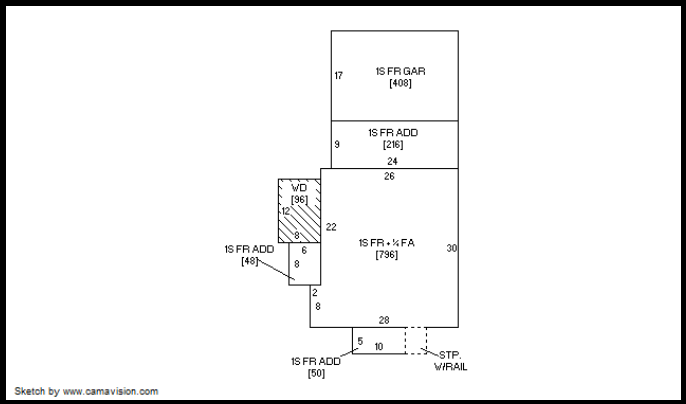 1S FR GAR
[408]
17
1S FR ADD
[216]
9
24
26
WD
[96]
12
8
22
1S FR + ¼ FA
[796]
30
6
8
1S FR ADD
[48]
2
8
28
5
10
1S FR ADD
[50]
STP.
W/RAIL
Sketch by www.camavision.com